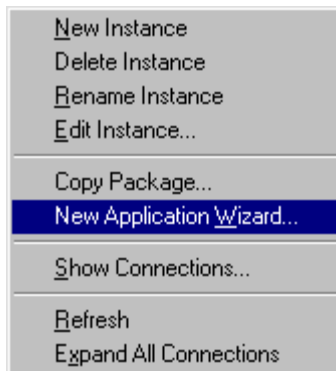 New Instance
Delete Instance
Rename Instance
Edit Instance...
Copy Package...
New Application Wizard...
Show Connections...
Refresh
Expand All Connections